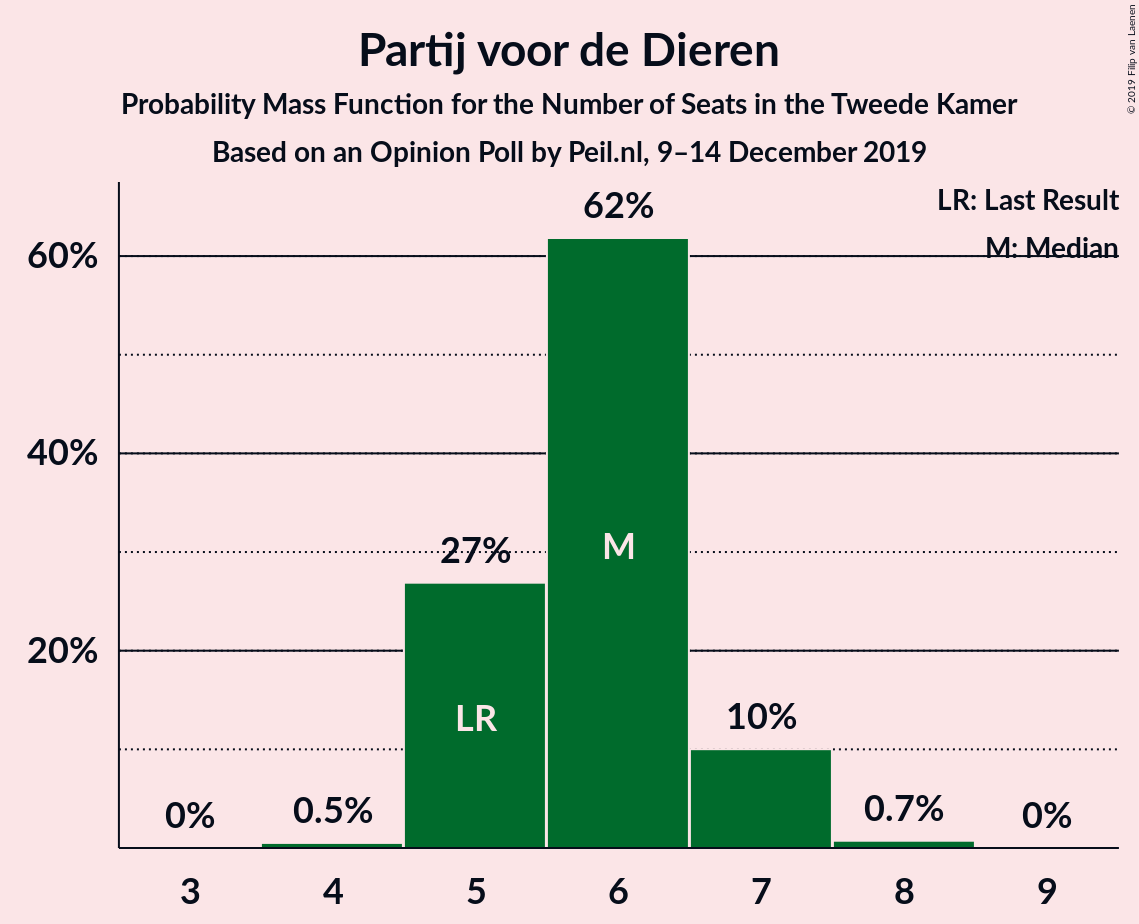 Partij voor de Dieren
Probability Mass Function for the Number of Seats in the Tweede Kamer
Based on an Opinion Poll by Peil.nl, 9–14 December 2019
© 2019 Filip van Laenen
LR: Last Result
M: Median
60%
40%
20%
0%
0.5%
27%
62%
10%
0.7%
0%
LR
M
3 4 5 6 7 8 9